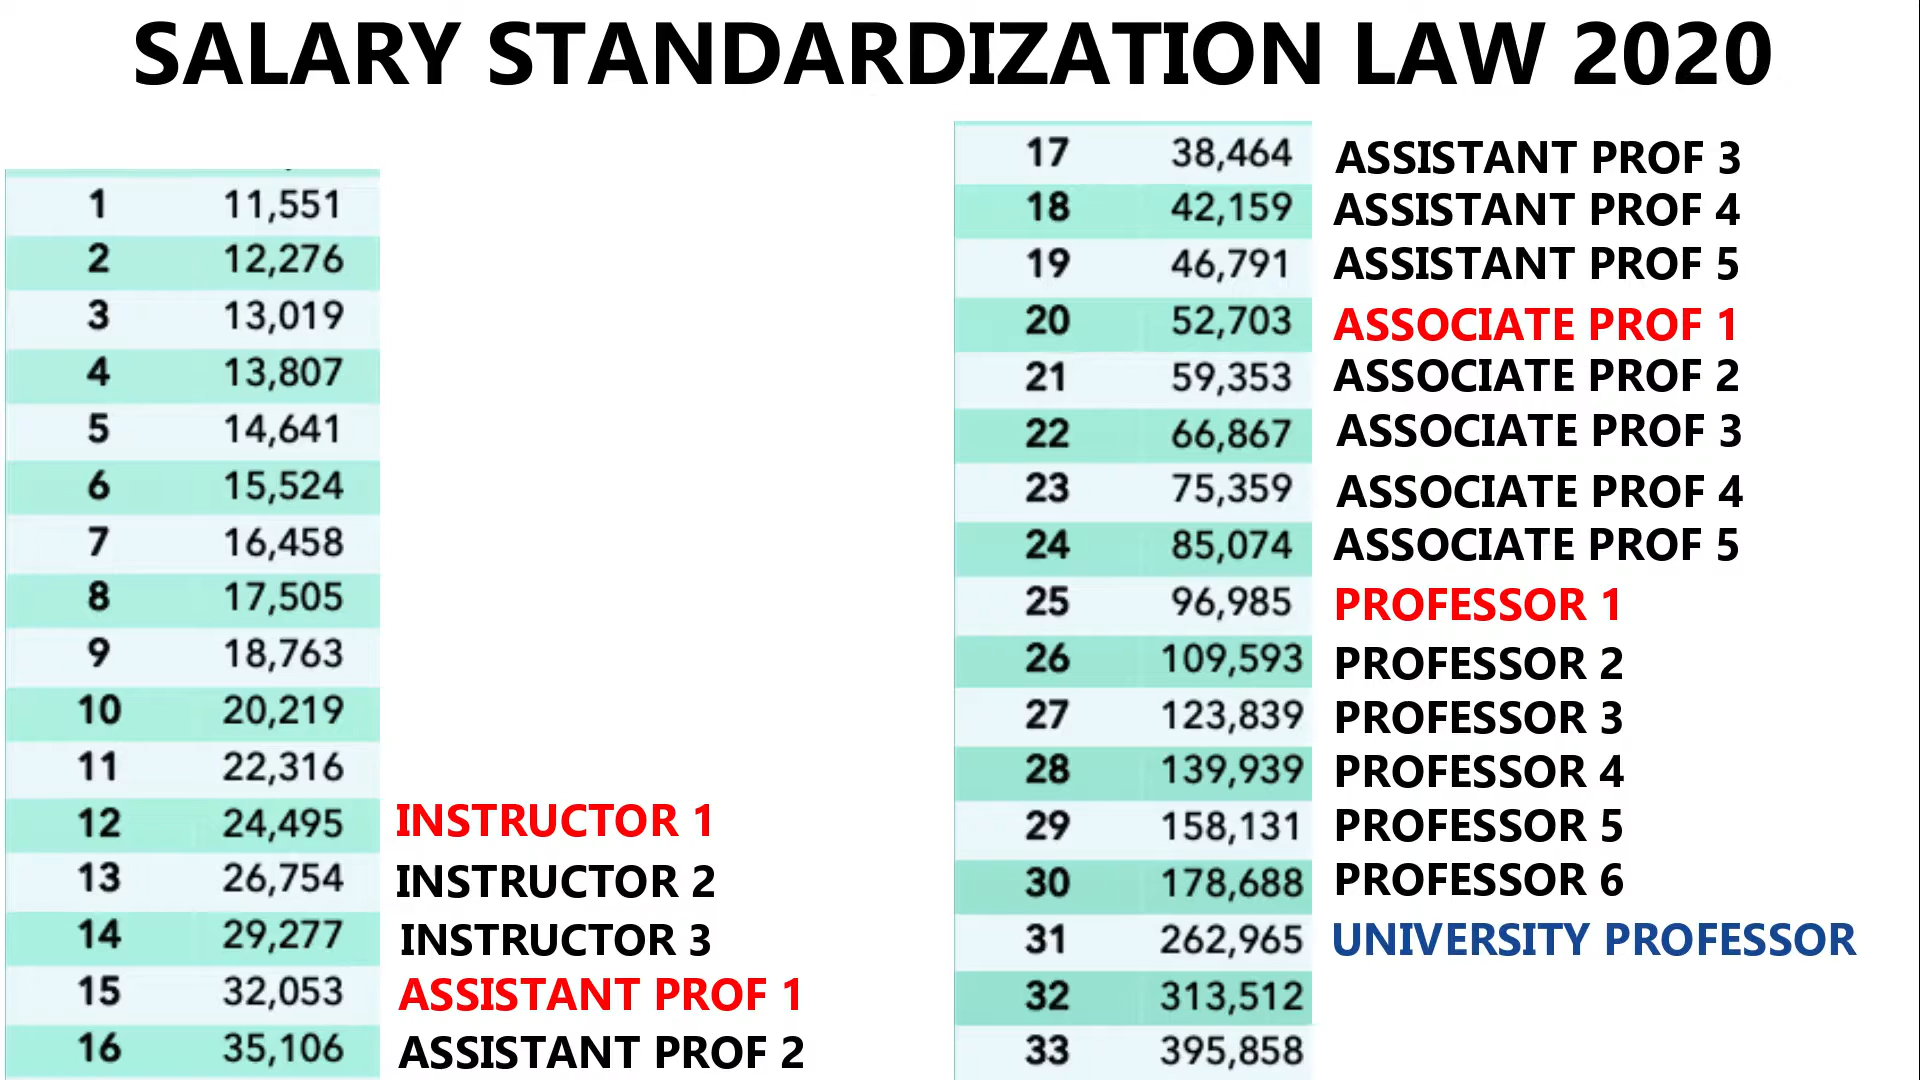 SALARY STANDARDIZATION LAW 2020
1 11,551
2 12,276
3 13,019
4 13,807
5 14,641
6 15,524
7 16,458
8 17,505
9 18,763
10 20,219
11 22,316
12 24,495 INSTRUCTOR 1
13 26,754 INSTRUCTOR 2
14 29,277 INSTRUCTOR 3
15 32,053 ASSISTANT PROF 1
16 35,106 ASSISTANT PROF 2
17 38,464 ASSISTANT PROF 3
18 42,159 ASSISTANT PROF 4
19 46,791 ASSISTANT PROF 5
20 52,703 ASSOCIATE PROF 1
21 59,353 ASSOCIATE PROF 2
22 66,867 ASSOCIATE PROF 3
23 75,359 ASSOCIATE PROF 4
24 85,074 ASSOCIATE PROF 5
25 96,985 PROFESSOR 1
26 109,593 PROFESSOR 2
27 123,839 PROFESSOR 3
28 139,939 PROFESSOR 4
29 158,131 PROFESSOR 5
30 178,688 PROFESSOR 6
31 262,965 UNIVERSITY PROFESSOR
32 313,512
33 395,858